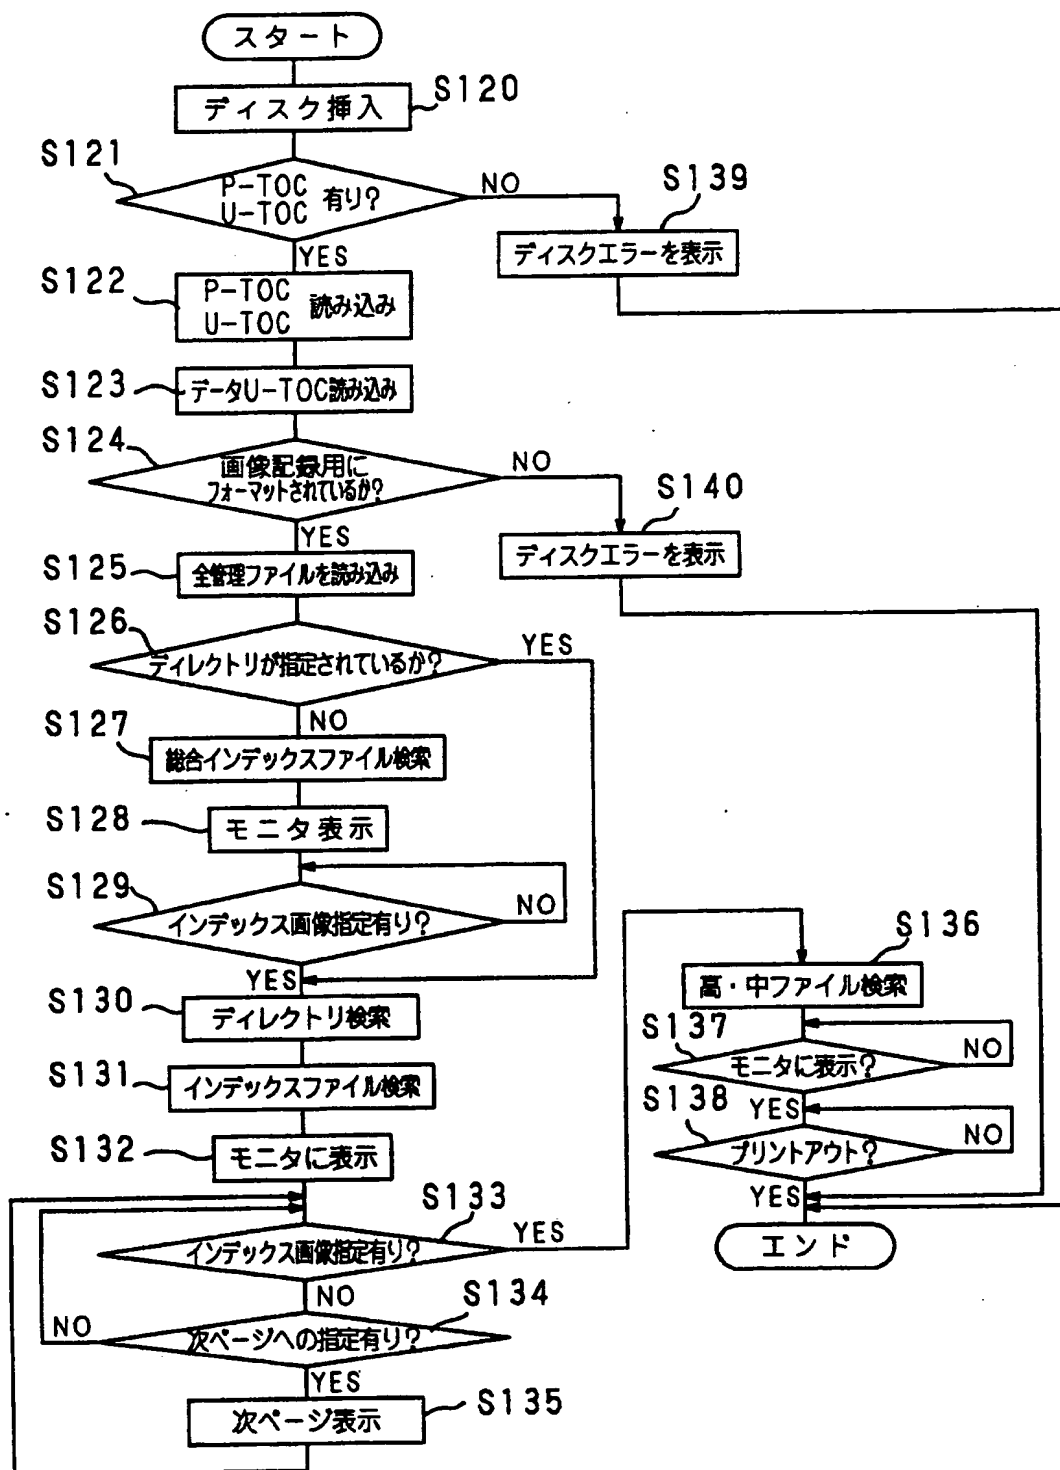 スタート
S120
ディスク挿入
S121
P-TOC
U-TOC 有り?
NO
YES
S139
ディスクエラーを表示
S122
P-TOC
U-TOC 読み込み
S123
データU-TOC読み込み
S124
画像記録用に
フォーマットされているか?
NO
YES
S140
ディスクエラーを表示
S125
全管理ファイルを読み込み
S126
ディレクトリが指定されているか?
YES
NO
S127
総合インデックスファイル検索
S128
モニタ表示
S129
インデックス画像指定有り?
NO
YES
S130
ディレクトリ検索
S131
インデックスファイル検索
S132
モニタに表示
S133
インデックス画像指定有り?
YES
NO
S134
次ページへの指定有り?
NO
YES
S135
次ページ表示
S136
高・中ファイル検索
S137
モニタに表示?
NO
YES
S138
プリントアウト?
NO
YES
エンド